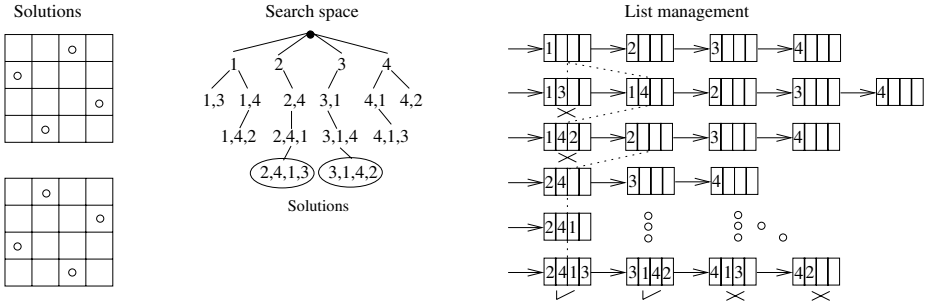 Solutions Search space List management
1 2 3 4 1 2 3 4
1,3 1,4 2,4 3,1 4,1 4,2 1 3 1 4 2 3 4
1,4,2 2,4,1 3,1,4 4,1,3 1 4 2 2 3 4
2,4,1,3 3,1,4,2 2 4 3 4
Solutions
2 4 1
2 4 1 3 3 1 4 2 4 1 3 4 2